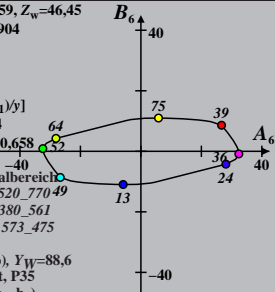 59, Z_w=46,45
B_6
904
40
75
39
1)/y]
64
A_6
0,658
52
−40
36
40
albereich
24
520_770
49
380_561
13
573_475
), Y_W=88,6
t, P35
−40